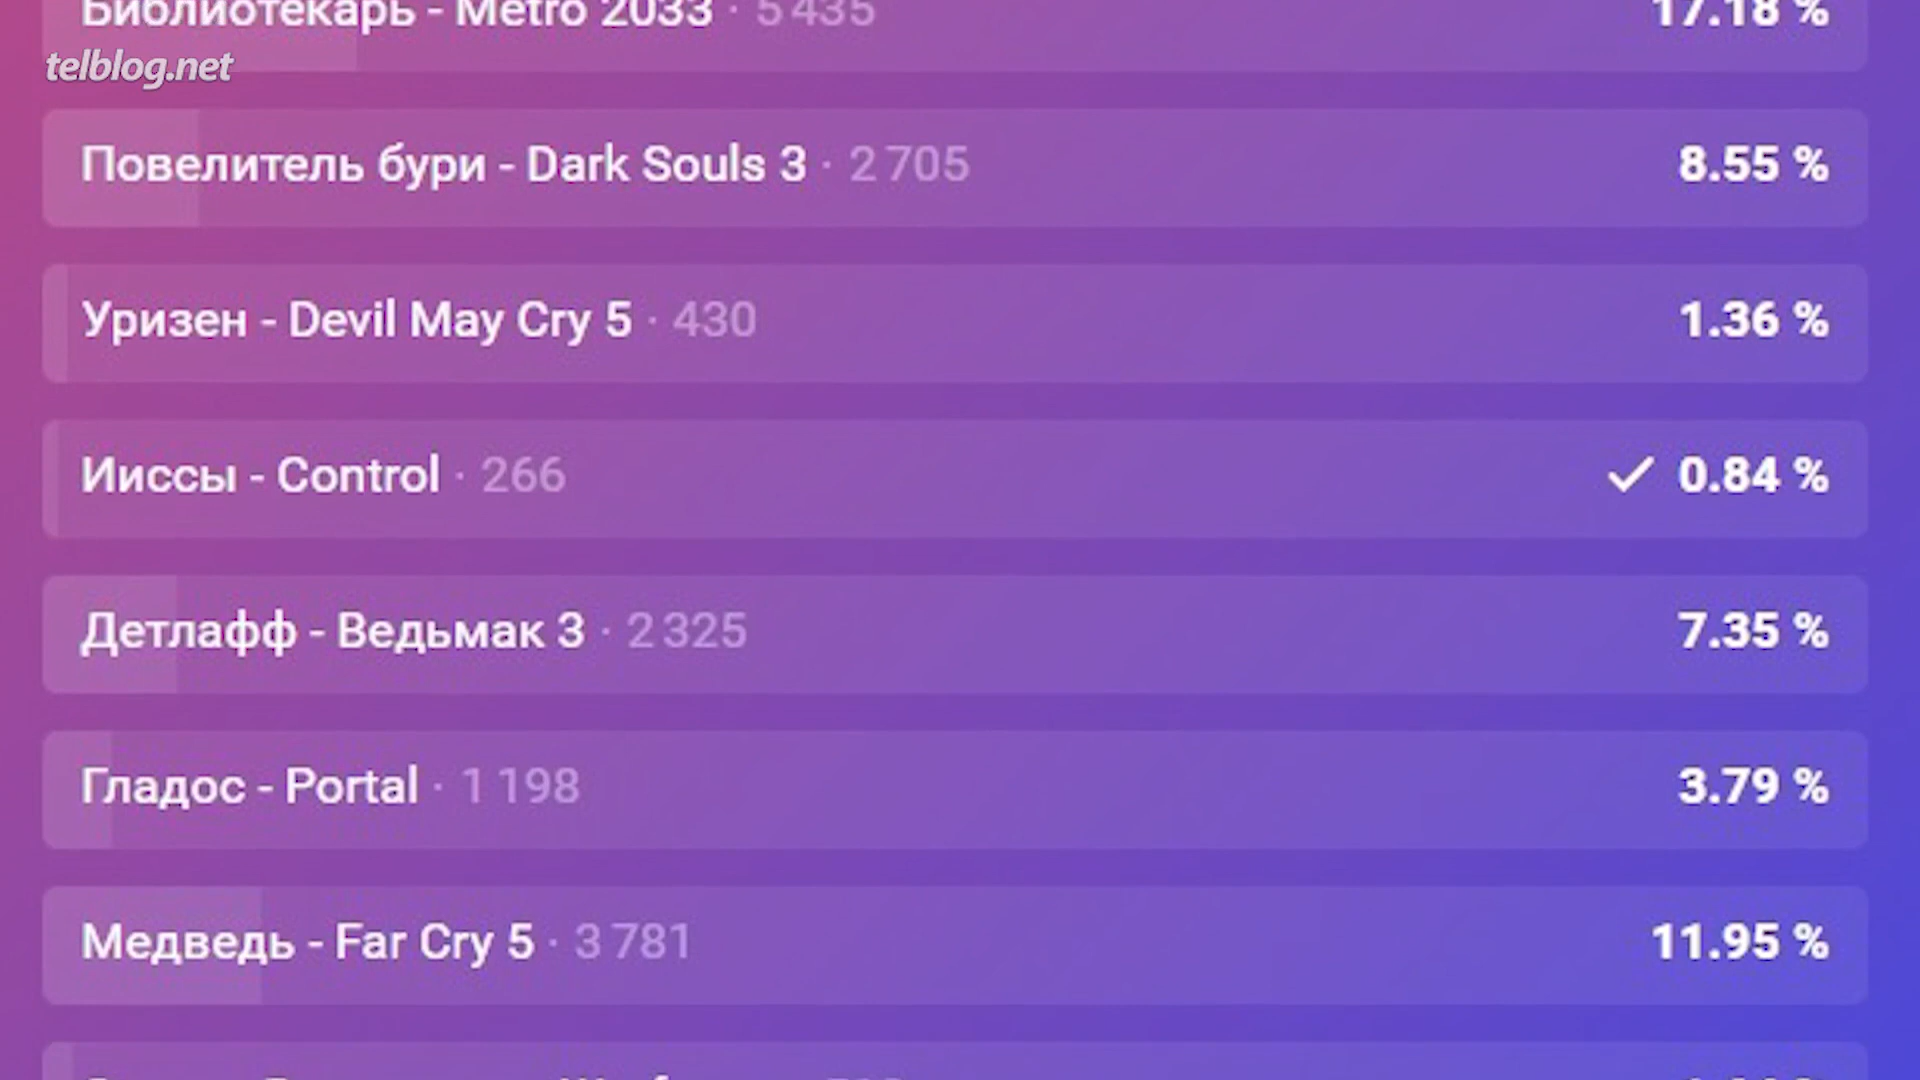 Библиотекарь - Metro 2033 · 5 435 17.18 %
telblog.net
Повелитель бури - Dark Souls 3 · 2 705 8.55 %
Уризен - Devil May Cry 5 · 430 1.36 %
Ииссы - Control · 266 0.84 %
Детлафф - Ведьмак 3 · 2 325 7.35 %
Гладос - Portal · 1 198 3.79 %
Медведь - Far Cry 5 · 3 781 11.95 %